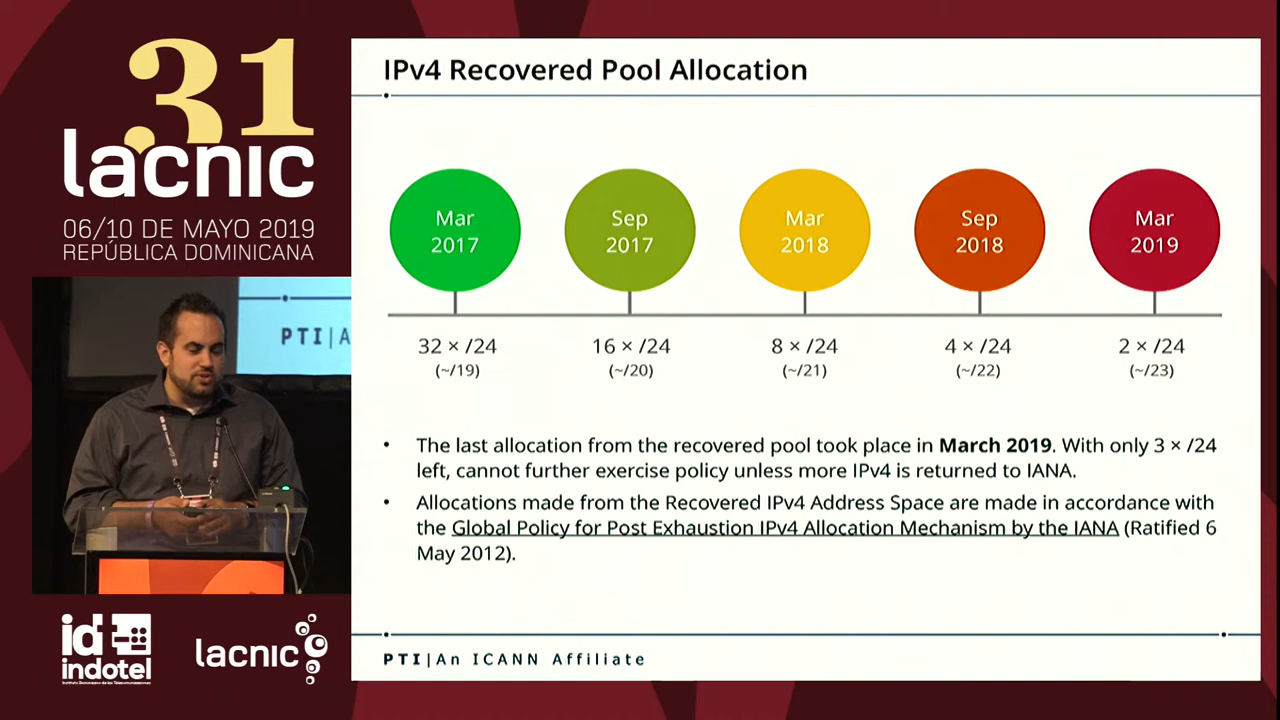 31
lacnic
06/10 DE MAYO 2019
REPÚBLICA DOMINICANA
PTI|A
id
indotel
lacnic
IPv4 Recovered Pool Allocation
Mar
2017
Sep
2017
Mar
2018
Sep
2018
Mar
2019
32 × /24
(~/19)
16 × /24
(~/20)
8 × /24
(~/21)
4 × /24
(~/22)
2 × /24
(~/23)
• The last allocation from the recovered pool took place in March 2019. With only 3 × /24
left, cannot further exercise policy unless more IPv4 is returned to IANA.
• Allocations made from the Recovered IPv4 Address Space are made in accordance with
the Global Policy for Post Exhaustion IPv4 Allocation Mechanism by the IANA (Ratified 6
May 2012).
PTI|An ICANN Affiliate